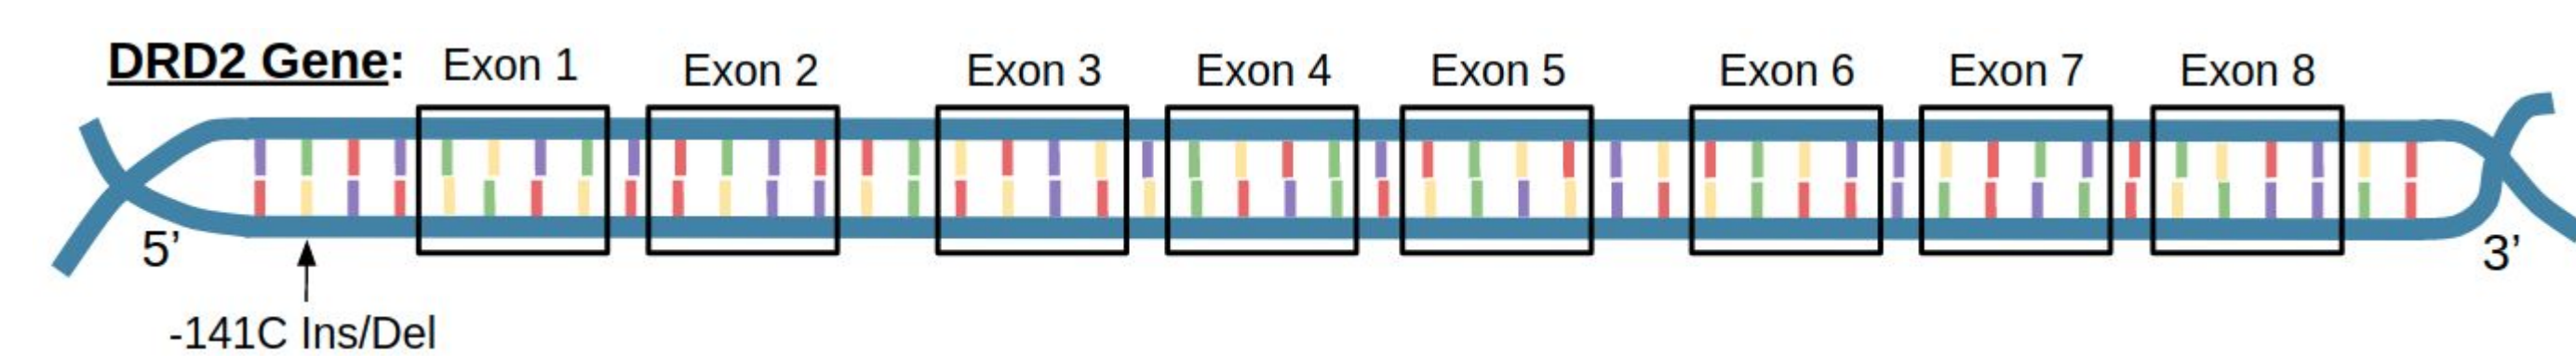 DRD2 Gene:
Exon 1
Exon 2
Exon 3
Exon 4
Exon 5
Exon 6
Exon 7
Exon 8
5’
3’
-141C Ins/Del